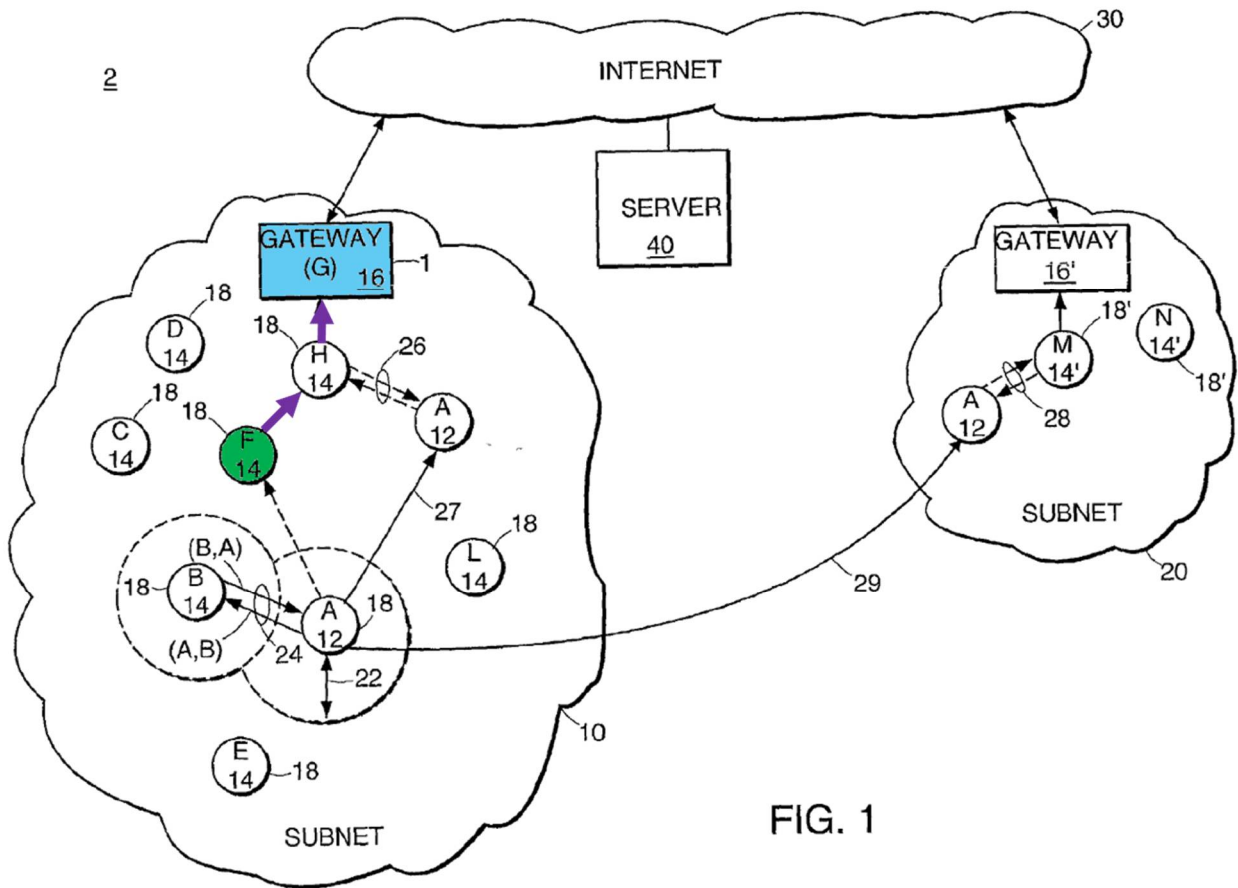 30
INTERNET
2
SERVER
40
GATEWAY
(G)
16
1
GATEWAY
16'
18
D
14
18
H
14
26
18'
M
14'
N
14'
18'
18
C
14
18
F
14
A
12
A
12
28
27
SUBNET
18
L
14
(B,A)
18
B
14
A
12
18
29
20
(A,B)
24
22
10
E
14
18
SUBNET
FIG. 1